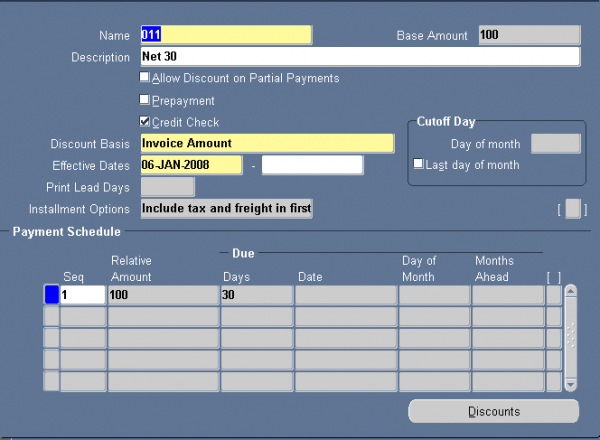 Name 011 Base Amount 100
Description Net 30
Allow Discount on Partial Payments
Prepayment
Credit Check
Cutoff Day
Discount Basis Invoice Amount
Day of month
Effective Dates 06-JAN-2008 -
Last day of month
Print Lead Days
Installment Options Include tax and freight in first [ ]
Payment Schedule
Due
Relative Day of Months
Seq Amount Days Date Month Ahead [ ]
1 100 30
Discounts